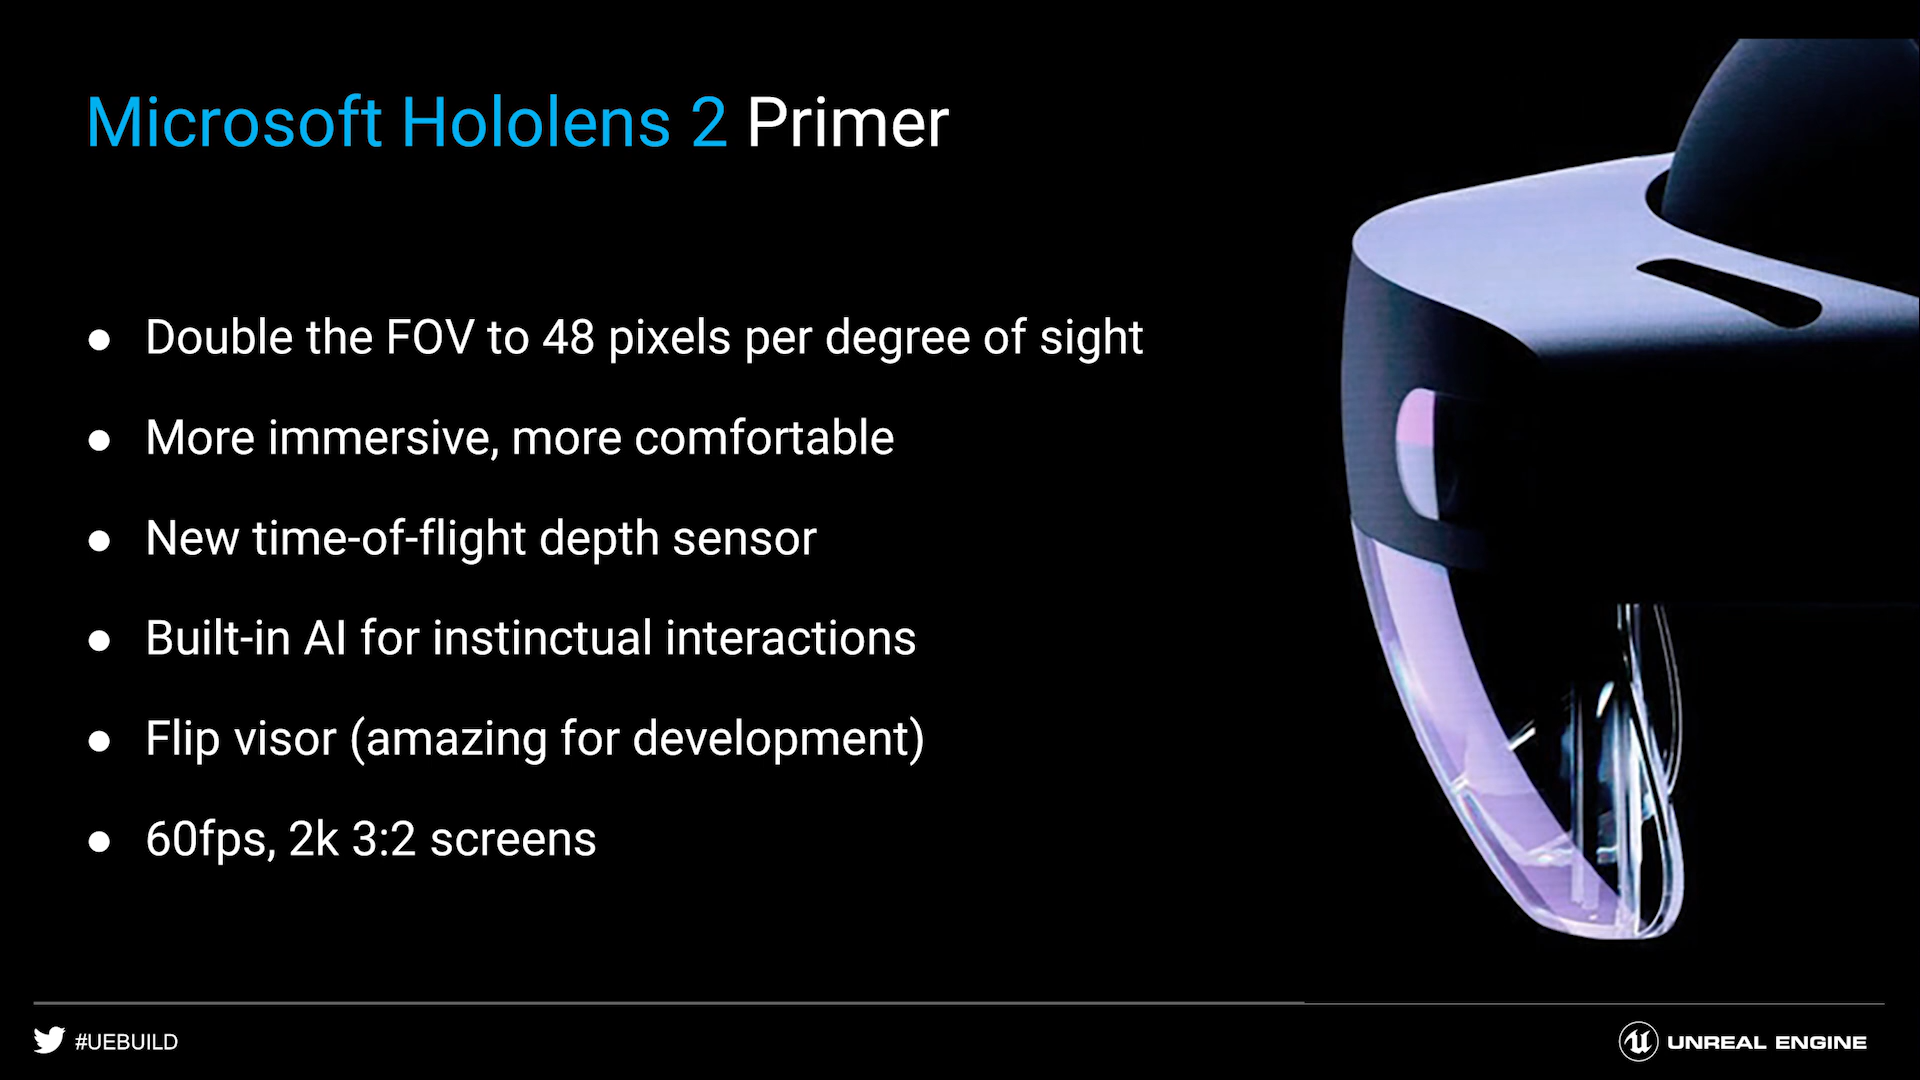 Microsoft Hololens 2 Primer
● Double the FOV to 48 pixels per degree of sight
● More immersive, more comfortable
● New time-of-flight depth sensor
● Built-in AI for instinctual interactions
● Flip visor (amazing for development)
● 60fps, 2k 3:2 screens
#UEBUILD
UNREAL ENGINE